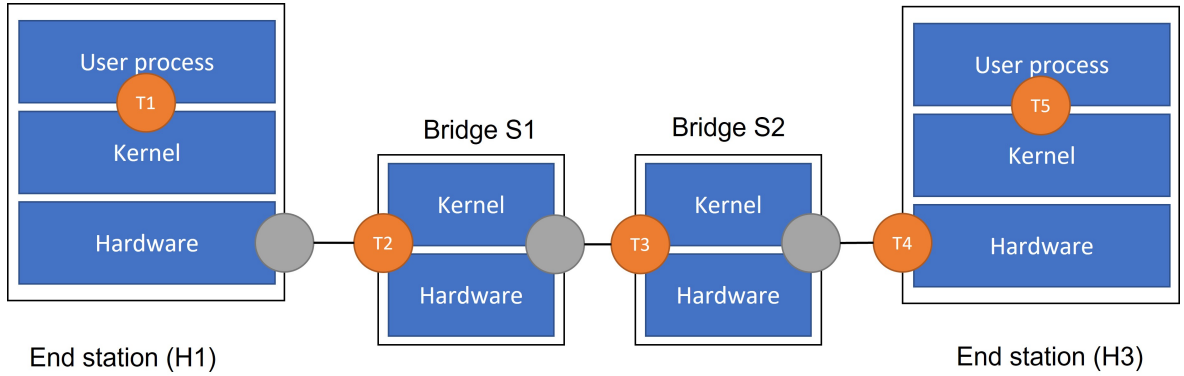 User process
T1
Kernel
Hardware
End station (H1)
Bridge S1
Kernel
T2
Hardware
Bridge S2
Kernel
T3
Hardware
User process
T5
Kernel
T4
Hardware
End station (H3)